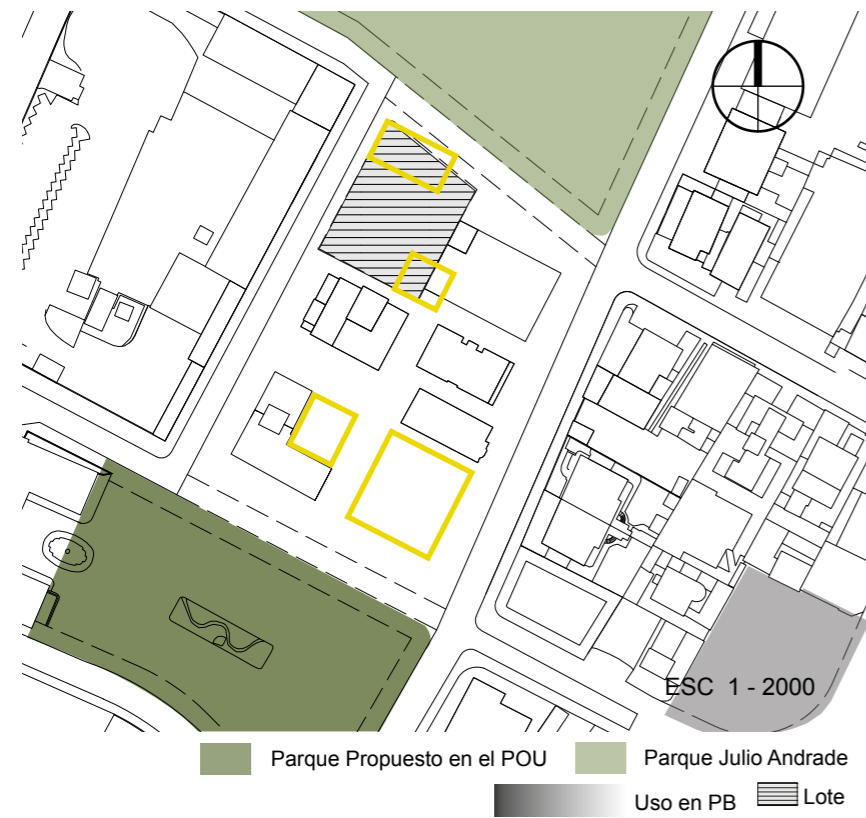 ESC 1 - 2000
Parque Propuesto en el POU
Parque Julio Andrade
Uso en PB
Lote